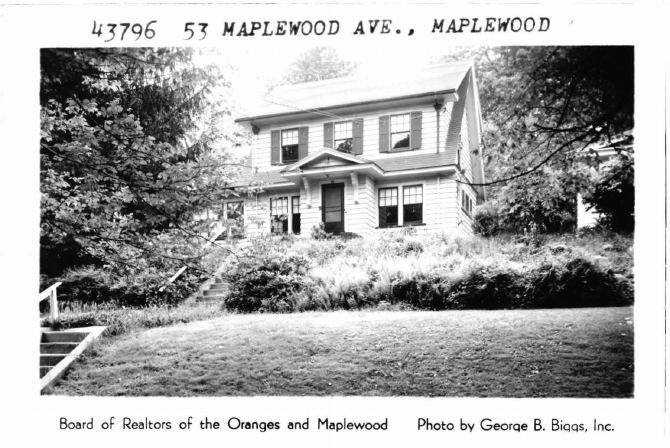 43796 53 MAPLEWOOD AVE., MAPLEWOOD
Board of Realtors of the Oranges and Maplewood Photo by George B. Biggs, Inc.